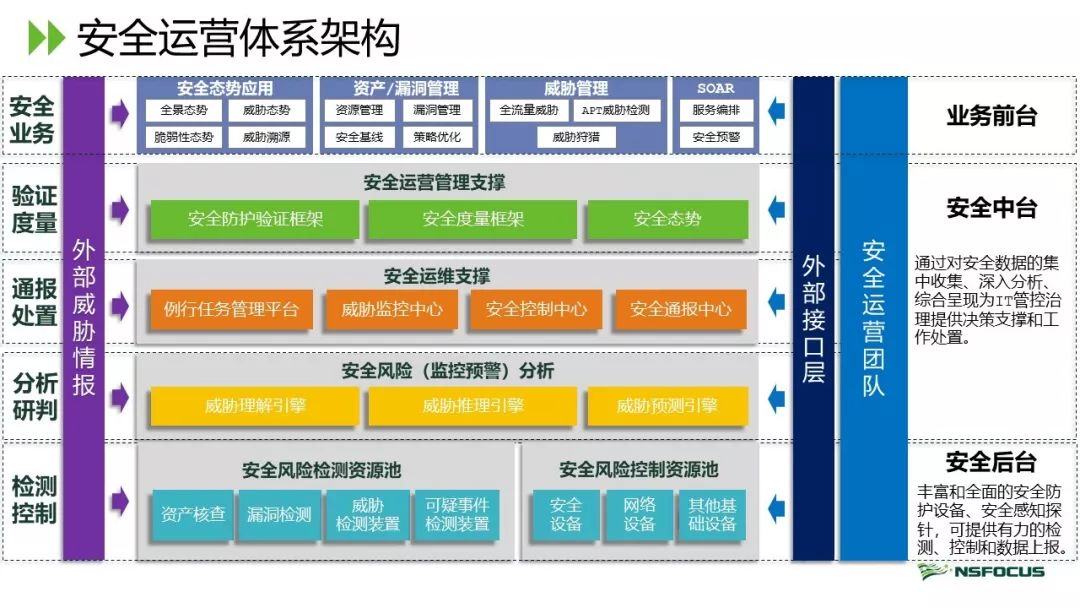 安全运营体系架构
安全
业务
外部威胁情报
安全态势应用
全景态势
威胁态势
脆弱性态势
威胁溯源
资产/漏洞管理
资源管理
漏洞管理
安全基线
策略优化
威胁管理
全流量威胁
APT威胁检测
威胁狩猎
SOAR
服务编排
安全预警
外部接口层
安全运营团队
业务前台
验证
度量
安全运营管理支撑
安全防护验证框架
安全度量框架
安全态势
安全中台
通过对安全数据的集
中收集、深入分析、
综合呈现为IT管控治
理提供决策支撑和工
作处置。
通报
处置
安全运维支撑
例行任务管理平台
威胁监控中心
安全控制中心
安全通报中心
分析
研判
安全风险（监控预警）分析
威胁理解引擎
威胁推理引擎
威胁预测引擎
检测
控制
安全风险检测资源池
资产核查
漏洞检测
威胁
检测装置
可疑事件
检测装置
安全风险控制资源池
安全
设备
网络
设备
其他基
础设备
安全后台
丰富和全面的安全防
护设备、安全感知探
针，可提供有力的检
测、控制和数据上报。
NSFOCUS